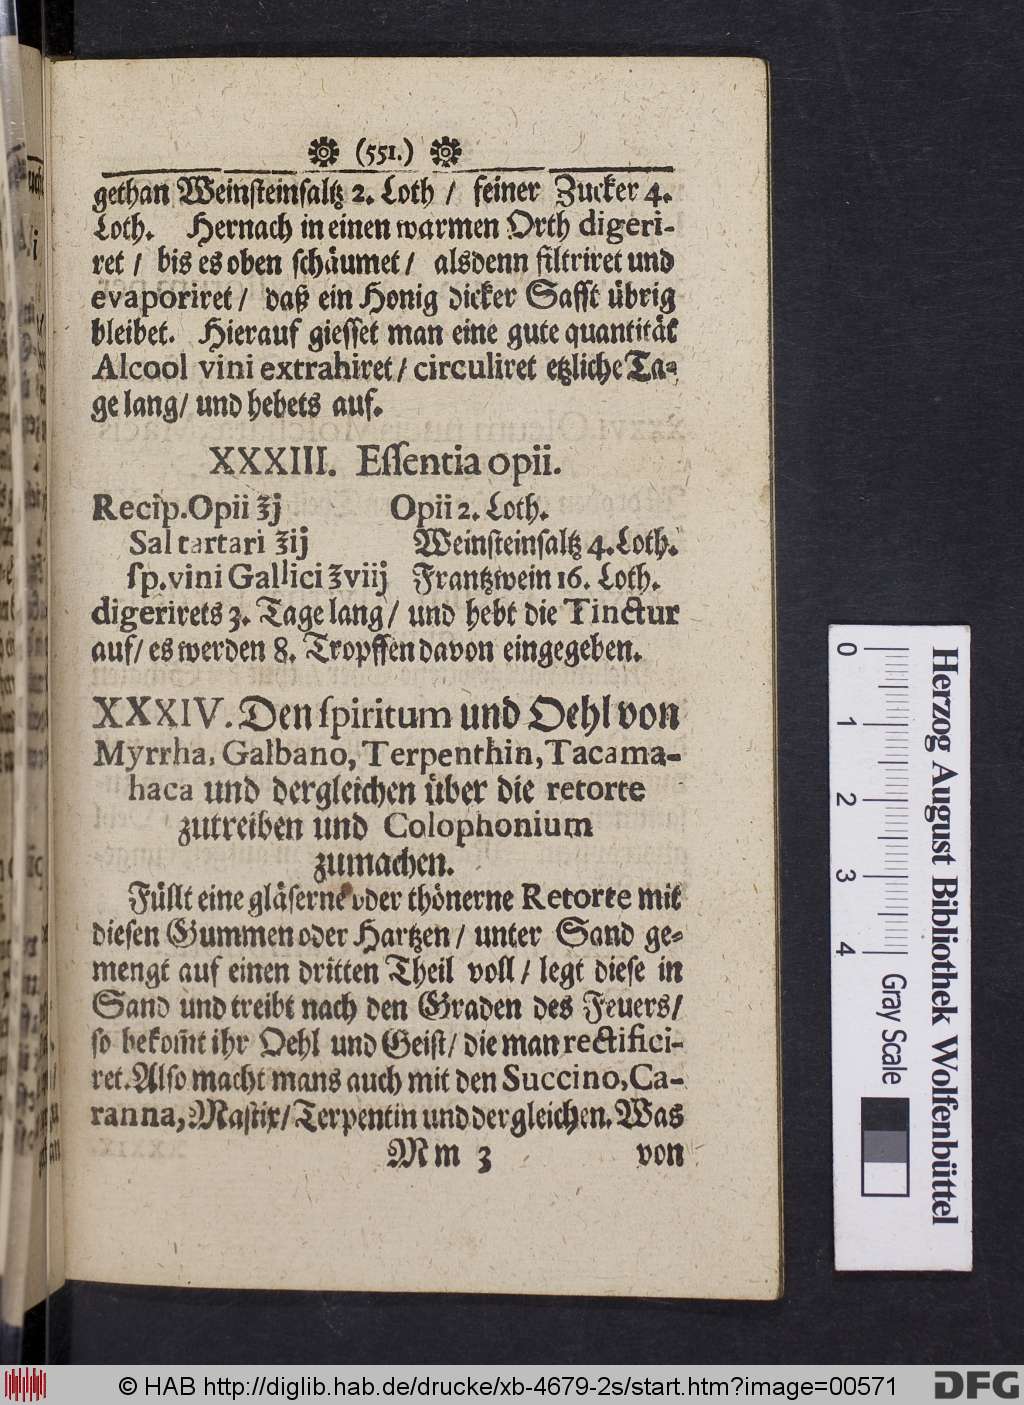 (551.)
gethan Weinsteinsaltz 2. Loth / feiner Zucker 4.
Loth. Hernach in einen warmen Orth digeri-
ret / bis es oben schäumet / alsdenn filtriret und
evaporiret / daß ein Honig dicker Safft übrig
bleibet. Hierauf giesset man eine gute quantität
Alcool vini extrahiret / circuliret etzliche Ta-
ge lang / und hebets auf.
XXXIII. Essentia opii.
Recip. Opii ℥j Opii 2. Loth.
Sal tartari ℥ij Weinsteinsaltz 4. Loth.
sp. vini Gallici ℥viij Frantzwein 16. Loth.
digerirets 3. Tage lang / und hebt die Tinctur
auf / es werden 8. Tropffen davon eingegeben.
XXXIV. Den spiritum und Oehl von
Myrrha, Galbano, Terpenthin, Tacama-
haca und dergleichen über die retorte
zutreiben und Colophonium
zumachen.
Füllt eine gläserne oder thönerne Retorte mit
diesen Gummen oder Hartzen / unter Sand ge-
mengt auf einen dritten Theil voll / legt diese in
Sand und treibt nach den Graden des Feuers /
so bekom̃t ihr Oehl und Geist / die man rectifici-
ret. Also macht mans auch mit den Succino, Ca-
ranna, Mastix / Terpentin und dergleichen. Was
Mm 3 von
0 1 2 3 4
Herzog August Bibliothek Wolfenbüttel
Gray Scale
© HAB http://diglib.hab.de/drucke/xb-4679-2s/start.htm?image=00571
DFG